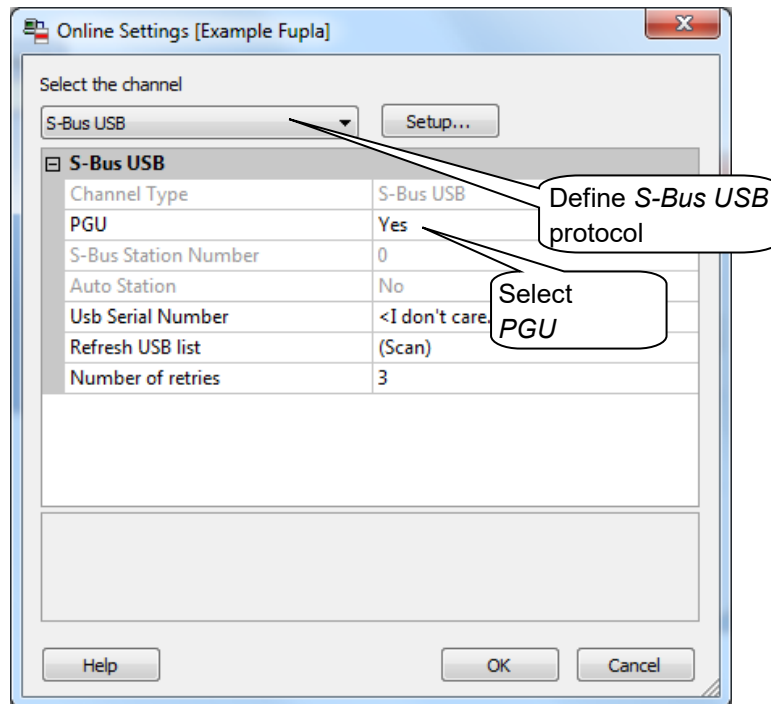 Online Settings [Example Fupla]
Select the channel
S-Bus USB
Setup...
S-Bus USB
Channel Type S-Bus USB
Define S-Bus USB
protocol
PGU Yes
S-Bus Station Number 0
Auto Station No
Select
PGU
Usb Serial Number <I don't care.
Refresh USB list (Scan)
Number of retries 3
Help OK Cancel